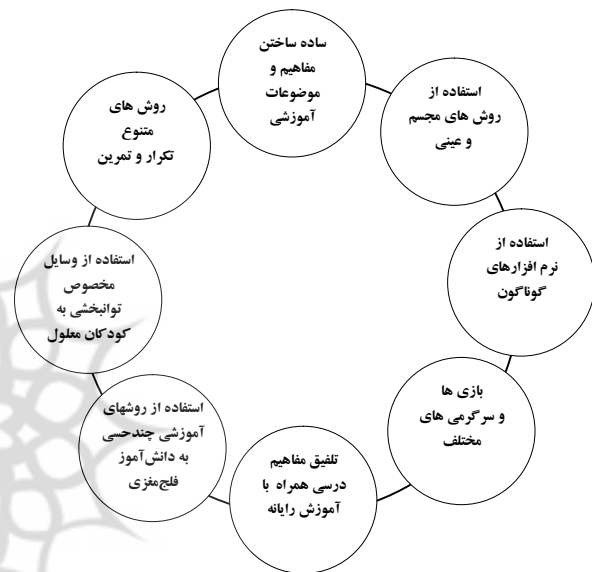 ساده ساختن
مفاهیم و
موضوعات
آموزشی
استفاده از
روش های مجسم
و عینی
استفاده از
نرم افزارهای
گوناگون
بازی ها
و سرگرمی های
مختلف
تلفیق مفاهیم
درسی همراه با
آموزش رایانه
استفاده از روشهای
آموزشی چندحسی
به دانش‌آموز
فلج‌مغزی
استفاده از وسایل
مخصوص
توانبخشی به
کودکان معلول
روش های
متنوع
تکرار و تمرین